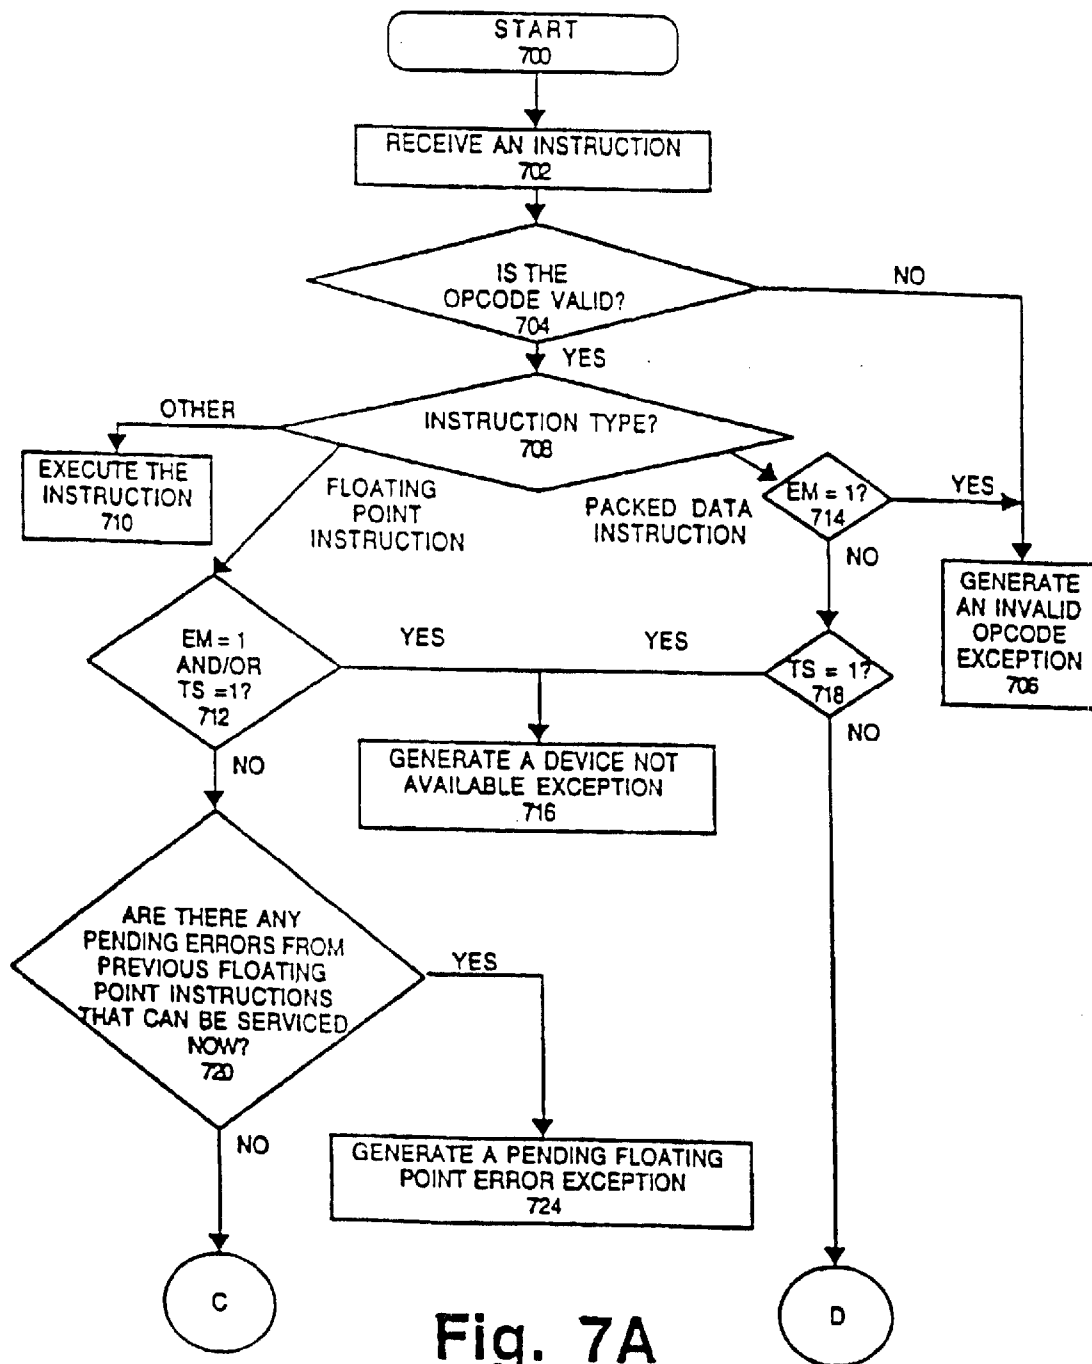 START
700
RECEIVE AN INSTRUCTION
702
IS THE
OPCODE VALID?
704
NO
YES
OTHER
INSTRUCTION TYPE?
708
EXECUTE THE
INSTRUCTION
710
FLOATING
POINT
INSTRUCTION
PACKED DATA
INSTRUCTION
EM = 1?
714
YES
NO
GENERATE
AN INVALID
OPCODE
EXCEPTION
706
EM = 1
AND/OR
TS =1?
712
YES
YES
TS = 1?
718
NO
NO
GENERATE A DEVICE NOT
AVAILABLE EXCEPTION
716
ARE THERE ANY
PENDING ERRORS FROM
PREVIOUS FLOATING
POINT INSTRUCTIONS
THAT CAN BE SERVICED
NOW?
720
YES
NO
GENERATE A PENDING FLOATING
POINT ERROR EXCEPTION
724
C
D
Fig. 7A